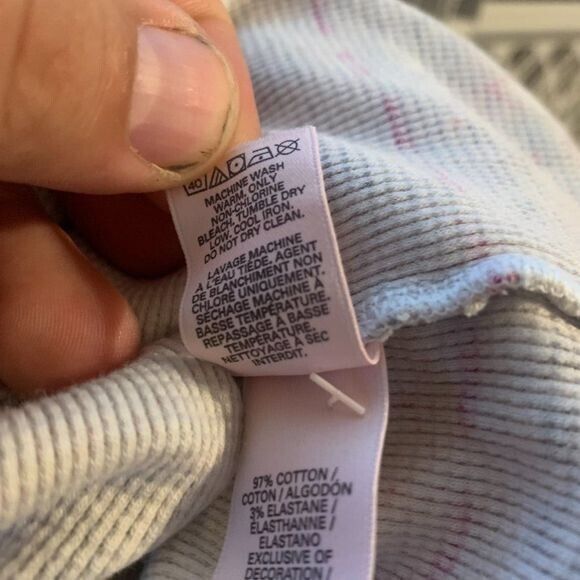 40
MACHINE WASH
WARM, ONLY
NON-CHLORINE
BLEACH, TUMBLE DRY
LOW, COOL IRON,
DO NOT DRY CLEAN.
LAVAGE MACHINE
À L'EAU TIÈDE, AGENT
DE BLANCHIMENT NON
CHLORÉ UNIQUEMENT.
SÉCHAGE MACHINE À
BASSE TEMPÉRATURE.
REPASSAGE À BASSE
TEMPÉRATURE.
NETTOYAGE À SEC
INTERDIT.
97% COTTON /
COTON / ALGODÓN
3% ELASTANE /
ÉLASTHANNE /
ELASTANO
EXCLUSIVE OF
DECORATION /